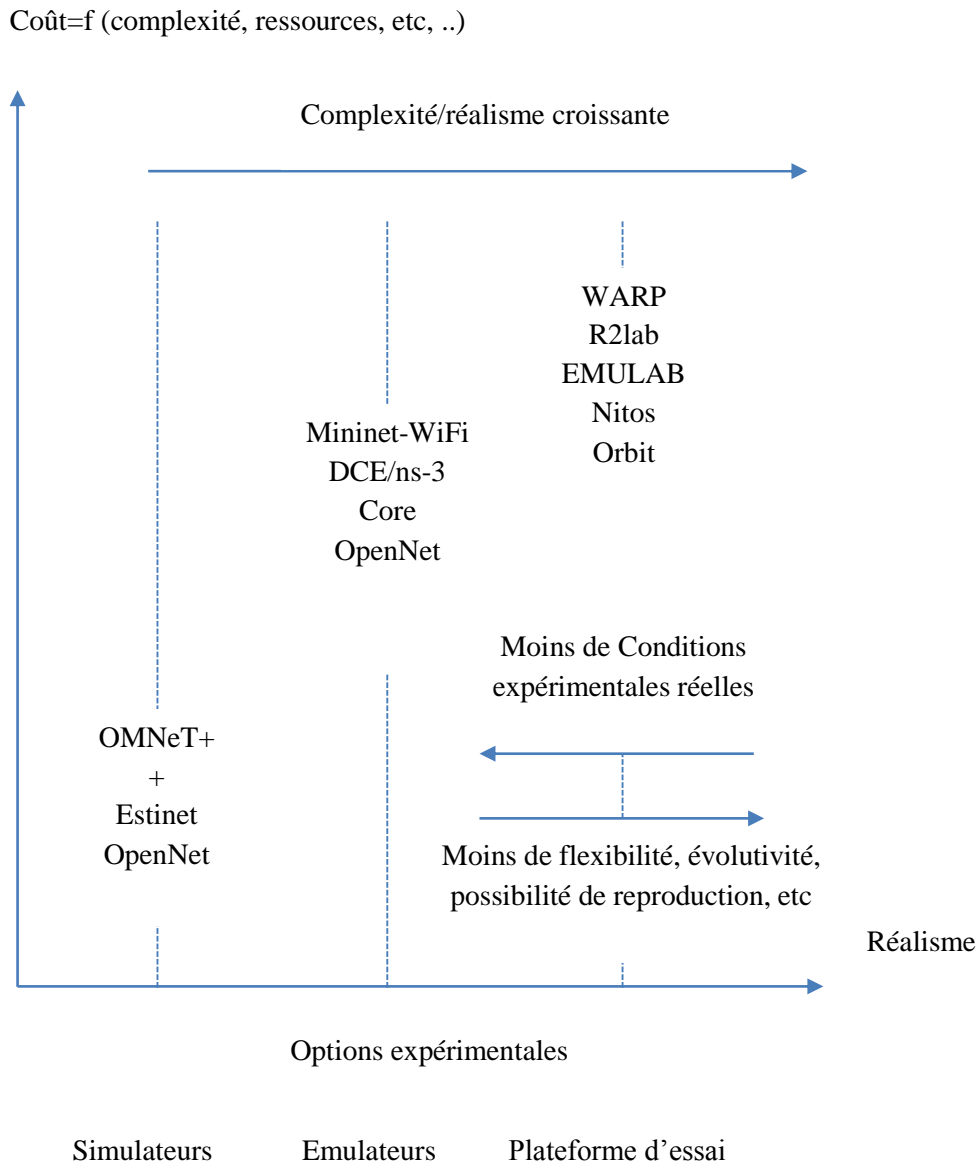 Coût=f (complexité, ressources, etc, ..)
Complexité/réalisme croissante
WARP
R2lab
EMULAB
Nitos
Orbit
Mininet-WiFi
DCE/ns-3
Core
OpenNet
Moins de Conditions
expérimentales réelles
OMNeT+
+
Estinet
OpenNet
Moins de flexibilité, évolutivité,
possibilité de reproduction, etc
Réalisme
Options expérimentales
Simulateurs Emulateurs Plateforme d’essai